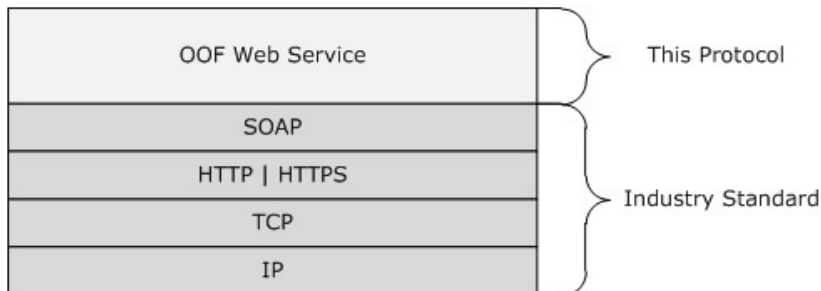 OOF Web Service
This Protocol
SOAP
HTTP | HTTPS
Industry Standard
TCP
IP